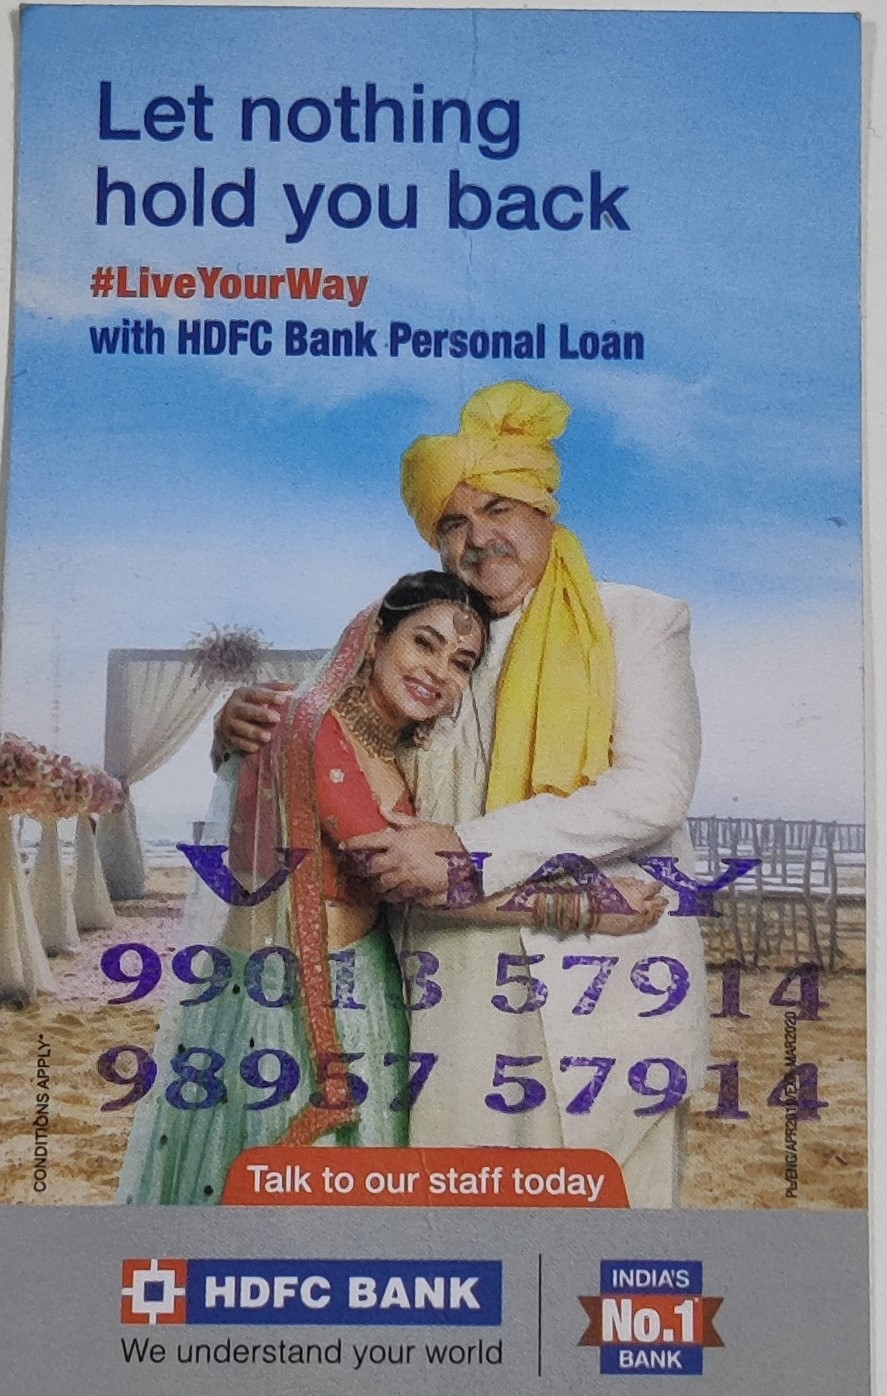 Let nothing
hold you back
#LiveYourWay
with HDFC Bank Personal Loan
VIJAY
99013 57914
98957 57914
CONDITIONS APPLY*
Talk to our staff today
HDFC BANK
We understand your world
INDIA'S
No.1*
BANK